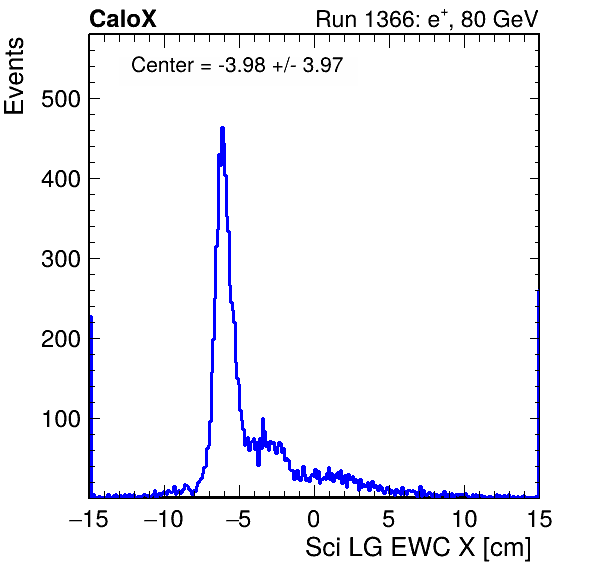 CaloX Run 1366: e⁺, 80 GeV
Center = -3.98 +/- 3.97
Events
500
400
300
200
100
−15 −10 −5 0 5 10 15
Sci LG EWC X [cm]